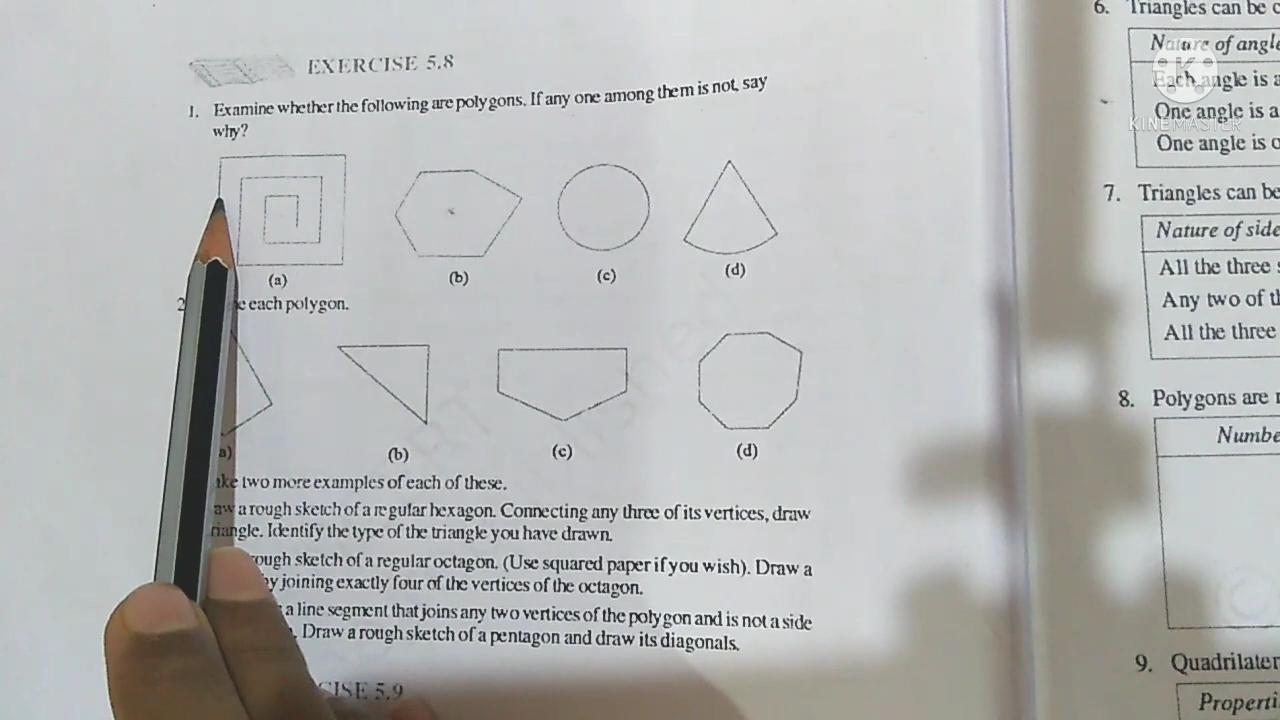 EXERCISE 5.8
1. Examine whether the following are polygons. If any one among them is not, say
why?
(a) (b) (c) (d)
2 each polygon.
(b) (c) (d)
two more examples of each of these.
a rough sketch of a regular hexagon. Connecting any three of its vertices, draw
Identify the type of the triangle you have drawn.
rough sketch of a regular octagon. (Use squared paper if you wish). Draw a
by joining exactly four of the vertices of the octagon.
a line segment that joins any two vertices of the polygon and is not a side
. Draw a rough sketch of a pentagon and draw its diagonals.
5.9
6. Triangles can be
Nature of angle
Each angle is a
One angle is a
One angle is
KINEMASTER
7. Triangles can be
Nature of side
All the three
Any two of
All the three
8. Polygons are
9.